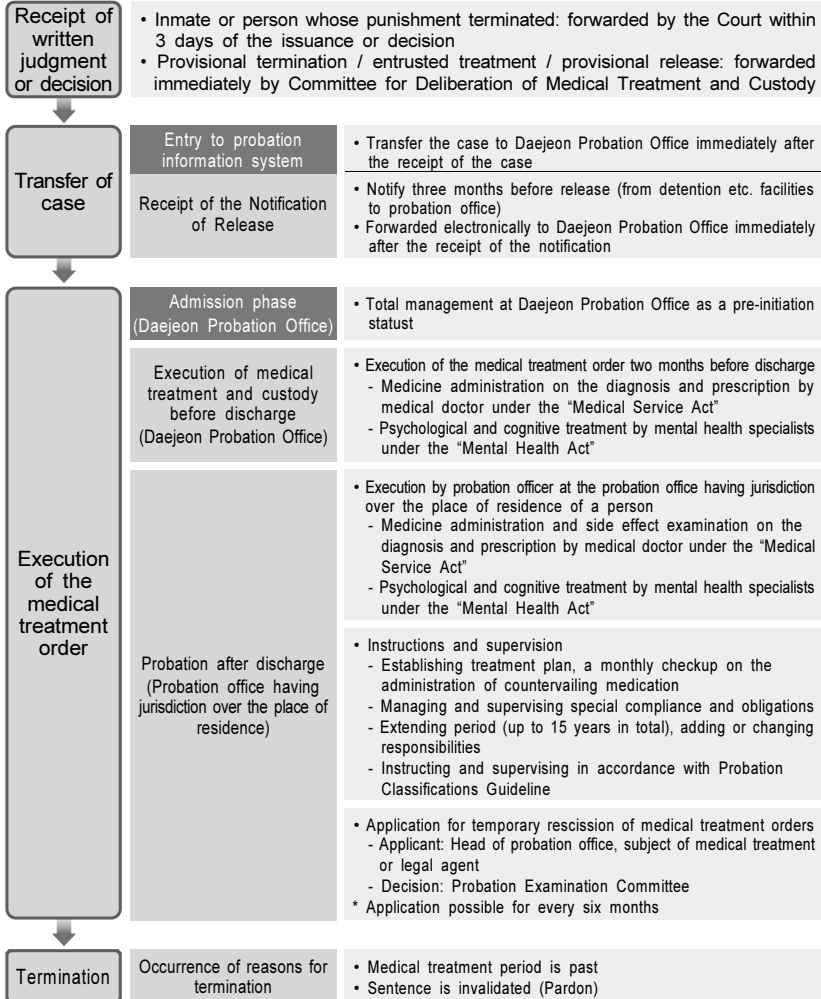 Receipt of
written
judgment
or decision
• Inmate or person whose punishment terminated: forwarded by the Court within
3 days of the issuance or decision
• Provisional termination / entrusted treatment / provisional release: forwarded
immediately by Committee for Deliberation of Medical Treatment and Custody
Transfer of
case
Entry to probation
information system
• Transfer the case to Daejeon Probation Office immediately after
the receipt of the case
Receipt of the Notification
of Release
• Notify three months before release (from detention etc. facilities
to probation office)
• Forwarded electronically to Daejeon Probation Office immediately
after the receipt of the notification
Execution
of the
medical
treatment
order
Admission phase
(Daejeon Probation Office)
• Total management at Daejeon Probation Office as a pre-initiation
statust
Execution of medical
treatment and custody
before discharge
(Daejeon Probation Office)
• Execution of the medical treatment order two months before discharge
- Medicine administration on the diagnosis and prescription by
medical doctor under the “Medical Service Act”
- Psychological and cognitive treatment by mental health specialists
under the “Mental Health Act”
Probation after discharge
(Probation office having
jurisdiction over the place of
residence)
• Execution by probation officer at the probation office having jurisdiction
over the place of residence of a person
- Medicine administration and side effect examination on the
diagnosis and prescription by medical doctor under the “Medical
Service Act”
- Psychological and cognitive treatment by mental health specialists
under the “Mental Health Act”
• Instructions and supervision
- Establishing treatment plan, a monthly checkup on the
administration of countervailing medication
- Managing and supervising special compliance and obligations
- Extending period (up to 15 years in total), adding or changing
responsibilities
- Instructing and supervising in accordance with Probation
Classifications Guideline
• Application for temporary rescission of medical treatment orders
- Applicant: Head of probation office, subject of medical treatment
or legal agent
- Decision: Probation Examination Committee
* Application possible for every six months
Termination
Occurrence of reasons for
termination
• Medical treatment period is past
• Sentence is invalidated (Pardon)